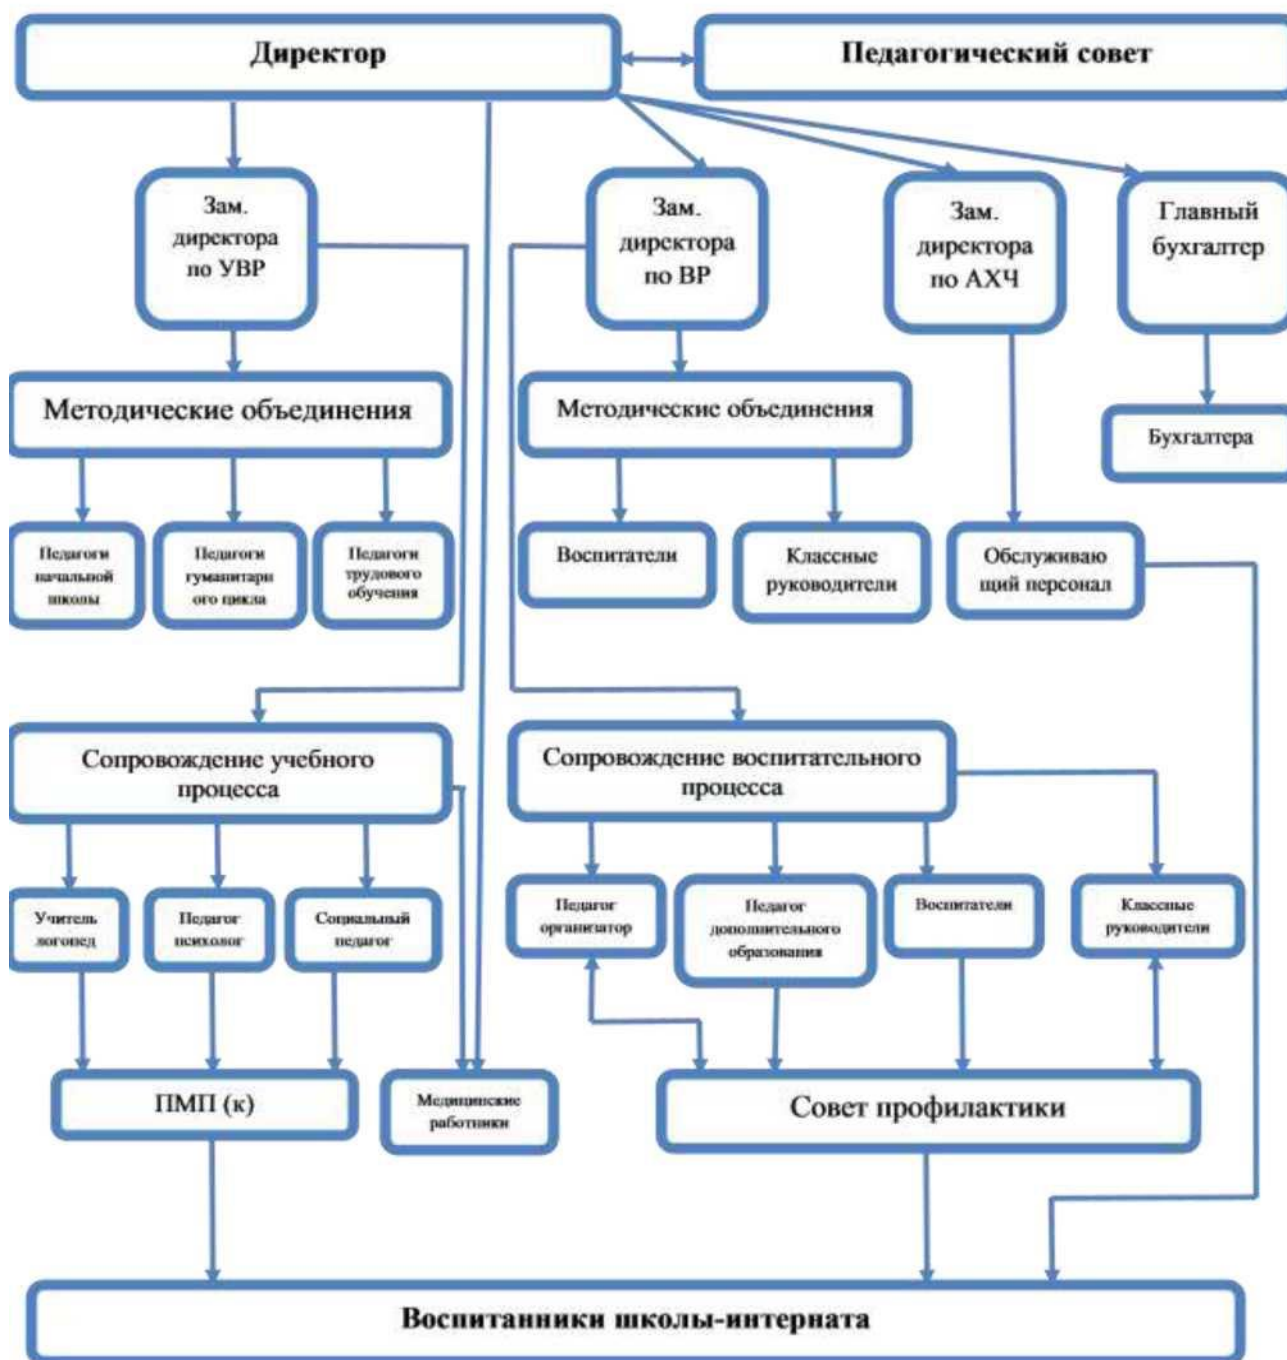 Директор
Педагогический совет
Зам.
директора
по УВР
Зам.
директора
по ВР
Зам.
директора
по АХЧ
Главный
бухгалтер
Методические объединения
Методические объединения
Бухгалтера
Педагоги
начальной
школы
Педагоги
гуманитарн
ого цикла
Педагоги
трудового
обучения
Воспитатели
Классные
руководители
Обслуживаю
щий персонал
Сопровождение учебного
процесса
Сопровождение воспитательного
процесса
Учитель
логопед
Педагог
психолог
Социальный
педагог
Педагог
организатор
Педагог
дополнительного
образования
Воспитатели
Классные
руководители
ПМП (к)
Медицинские
работники
Совет профилактики
Воспитанники школы-интерната